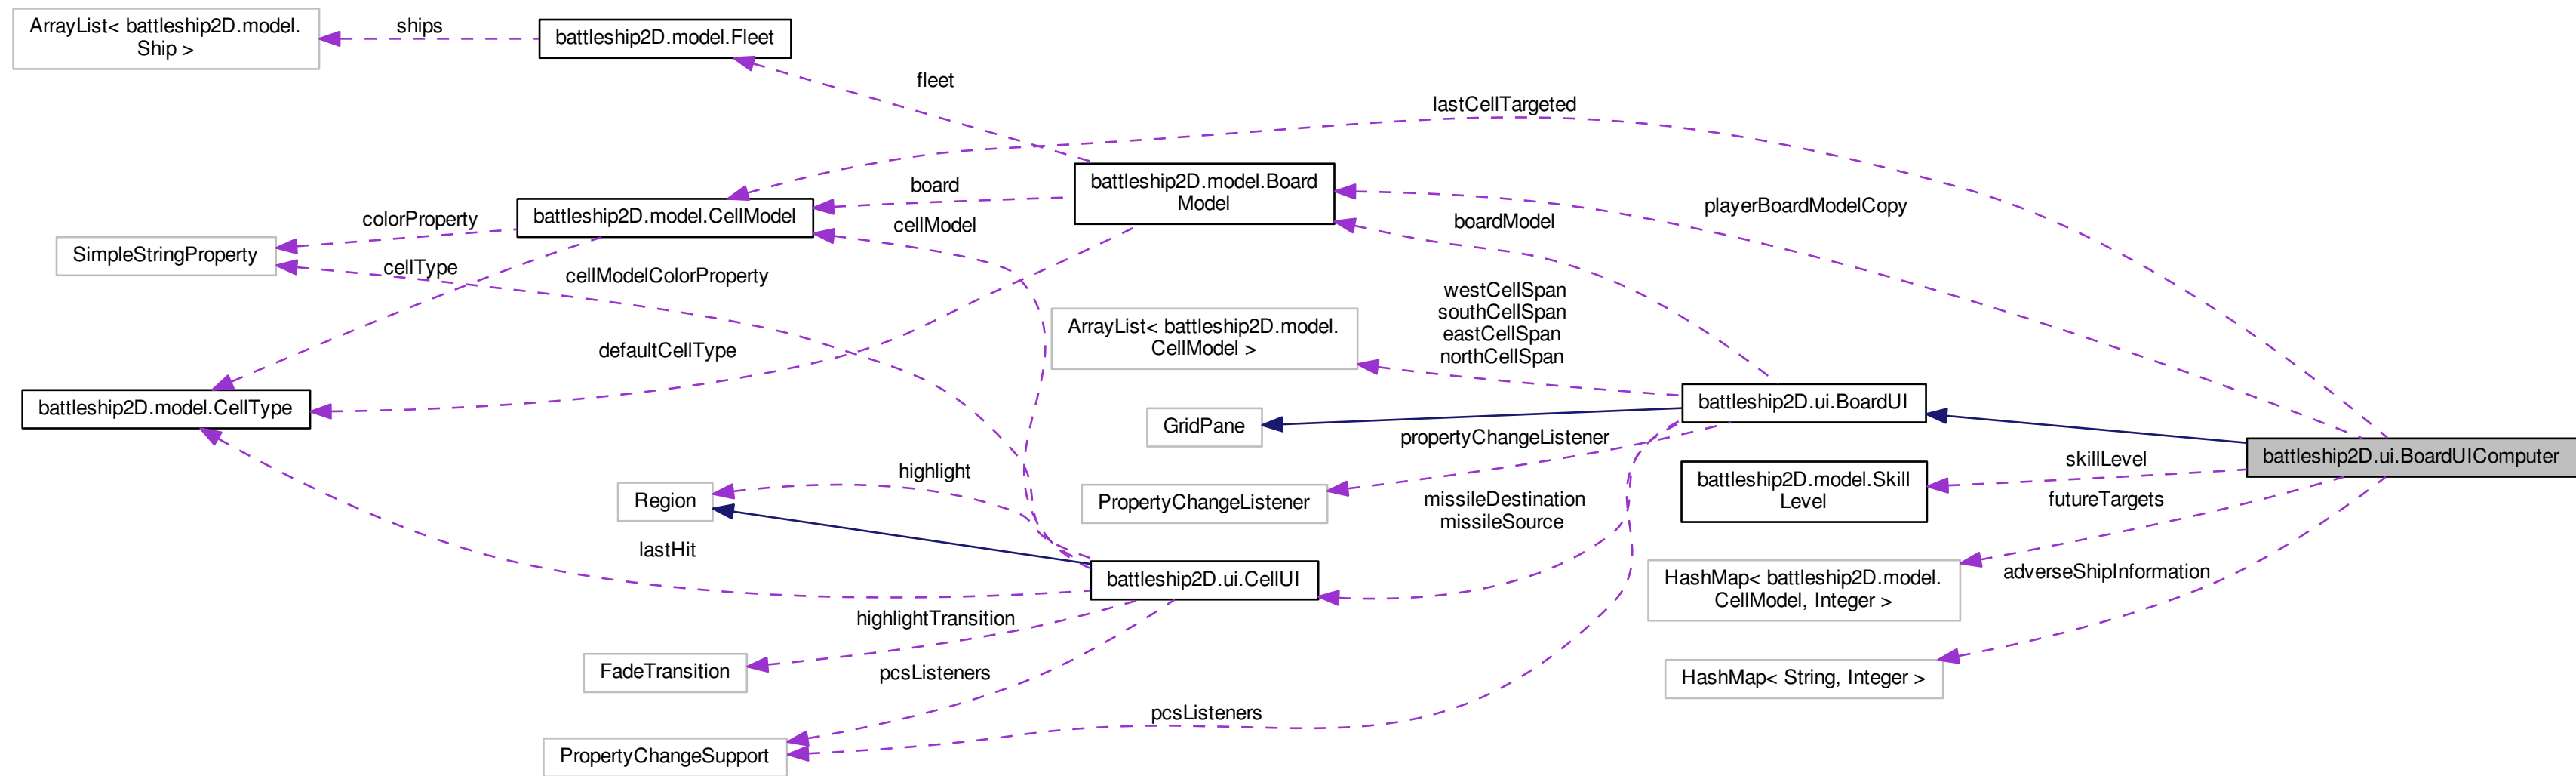 ArrayList< battleship2D.model.
Ship >
ships
battleship2D.model.Fleet
fleet
lastCellTargeted
battleship2D.model.Board
Model
board
battleship2D.model.CellModel
colorProperty
cellModel
boardModel
playerBoardModelCopy
SimpleStringProperty
cellType
cellModelColorProperty
westCellSpan
southCellSpan
eastCellSpan
northCellSpan
ArrayList< battleship2D.model.
CellModel >
defaultCellType
battleship2D.model.CellType
battleship2D.ui.BoardUI
GridPane
propertyChangeListener
battleship2D.ui.BoardUIComputer
skillLevel
highlight
Region
PropertyChangeListener
missileDestination
missileSource
battleship2D.model.Skill
Level
futureTargets
lastHit
battleship2D.ui.CellUI
HashMap< battleship2D.model.
CellModel, Integer >
adverseShipInformation
highlightTransition
FadeTransition
pcsListeners
HashMap< String, Integer >
pcsListeners
PropertyChangeSupport